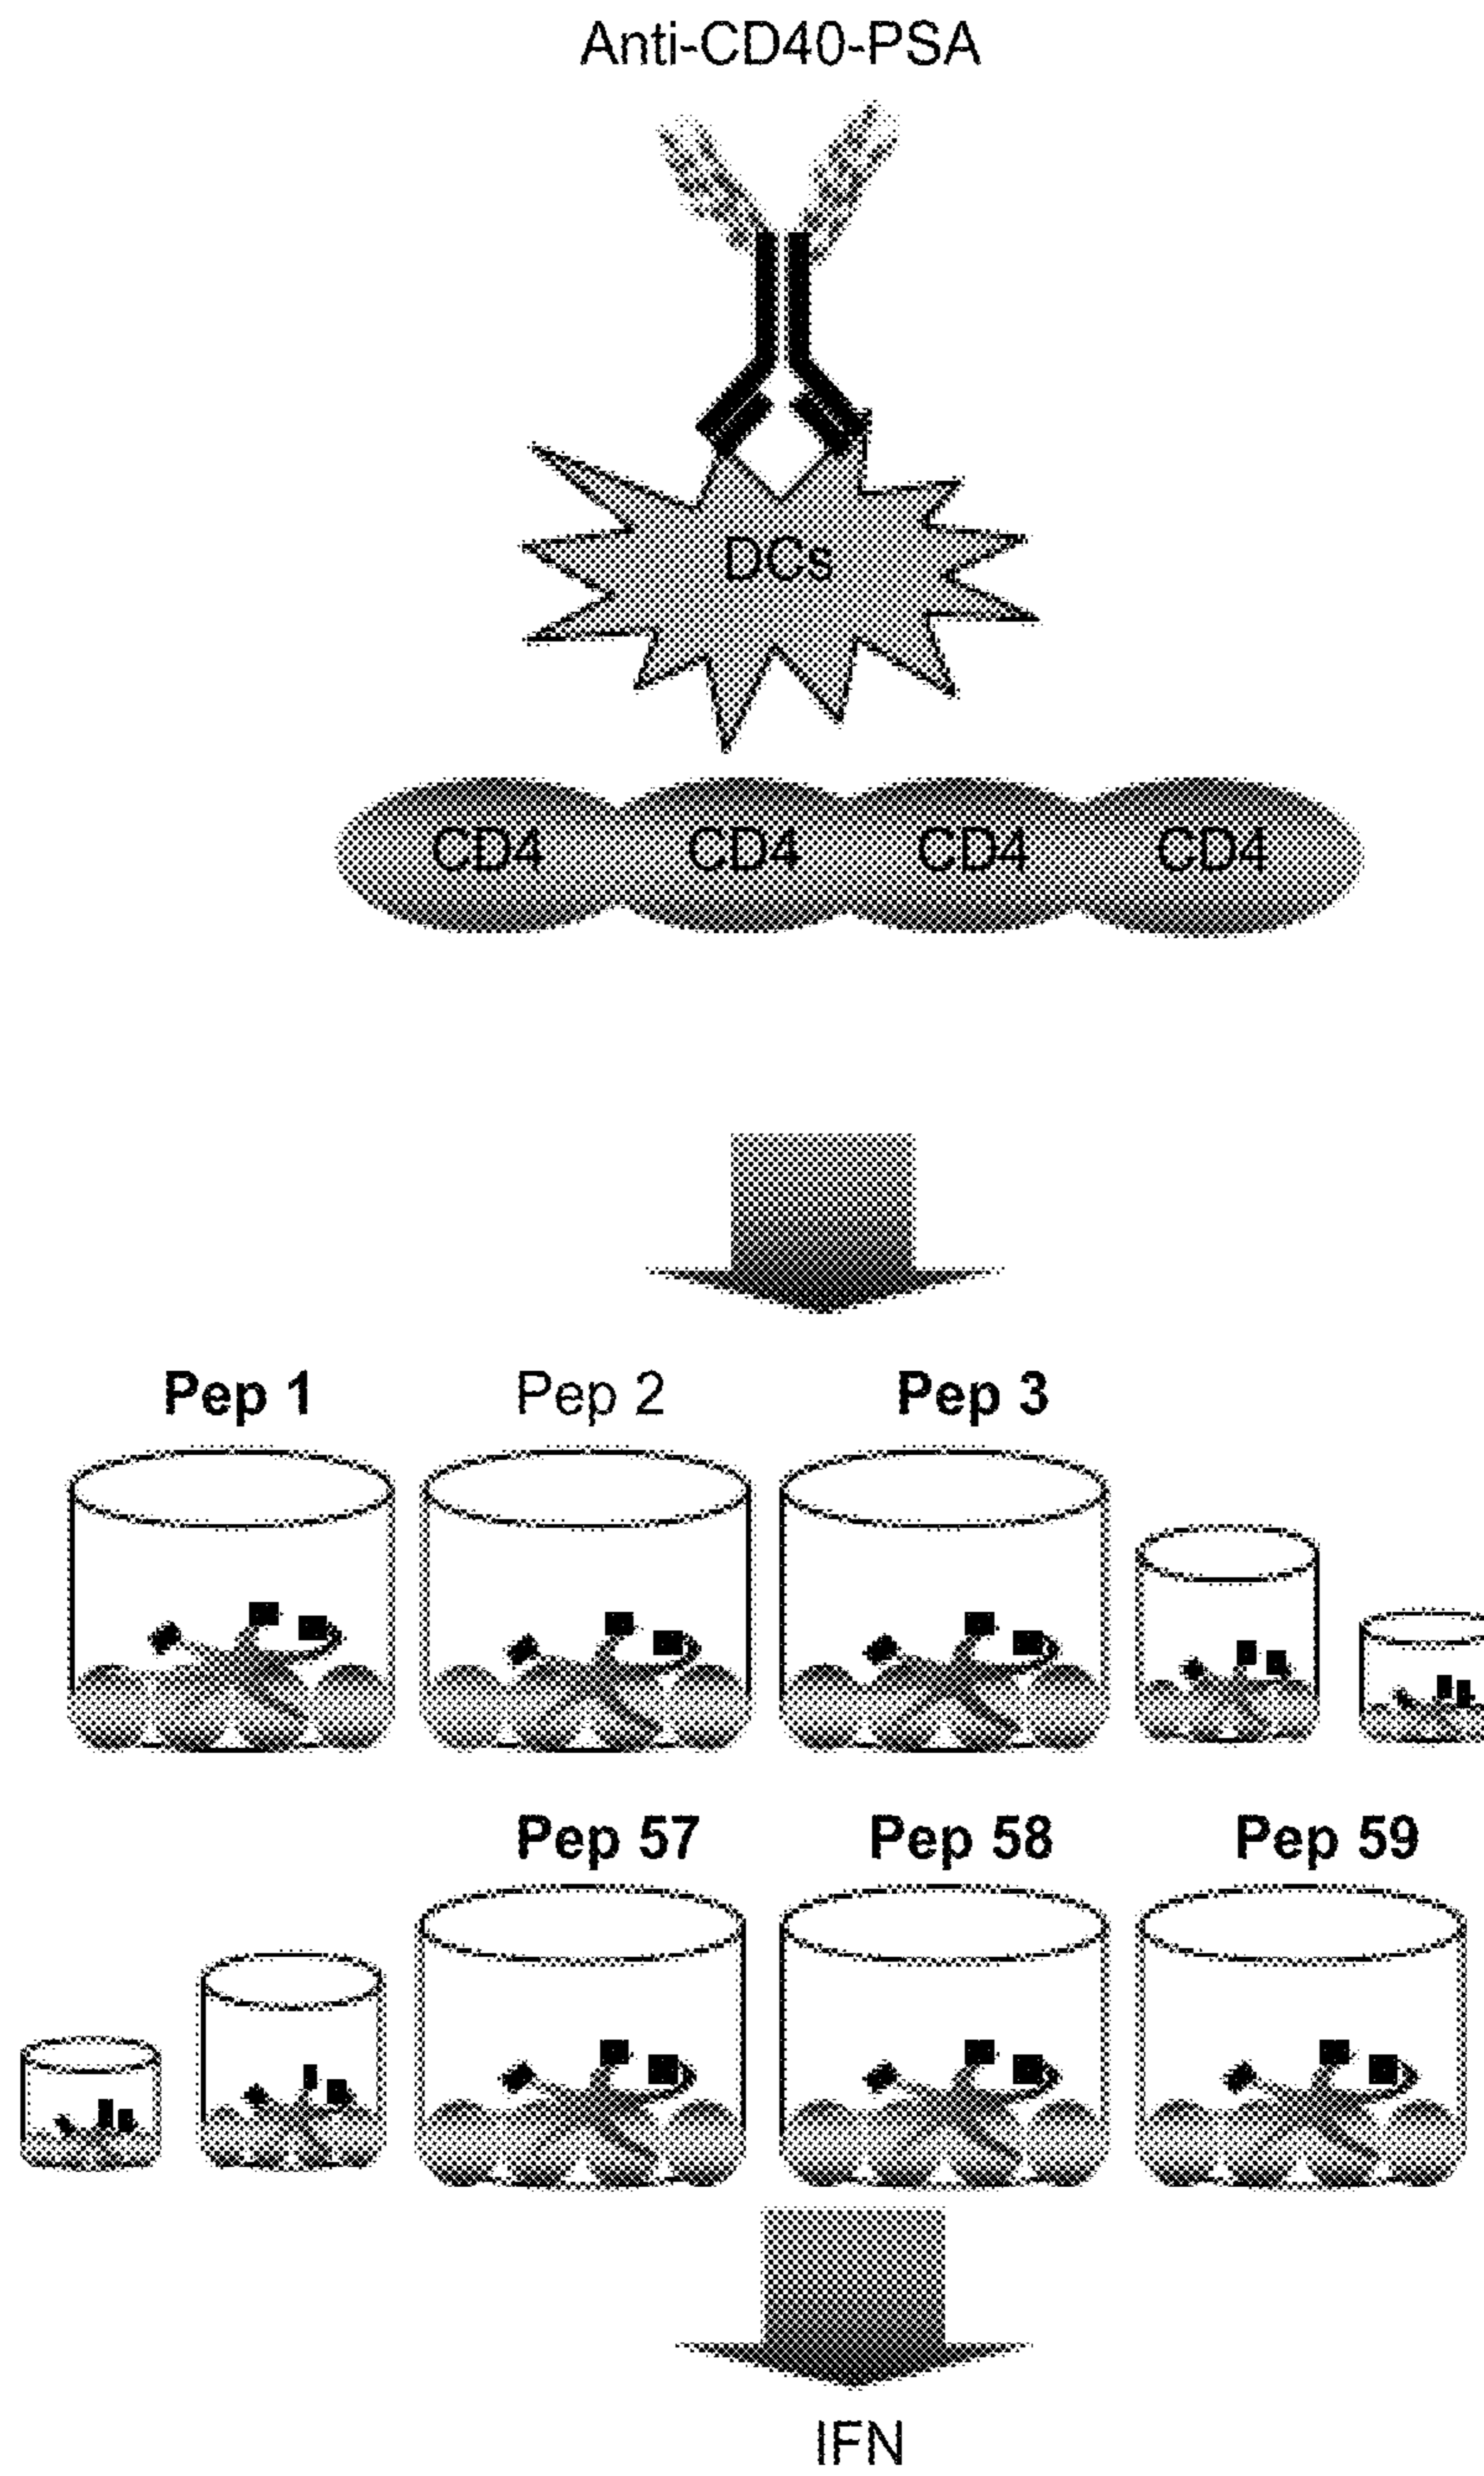 Anti-CD40-PSA
DCs
CD4 CD4 CD4 CD4
Pep 1 Pep 2 Pep 3
Pep 57 Pep 58 Pep 59
IFN